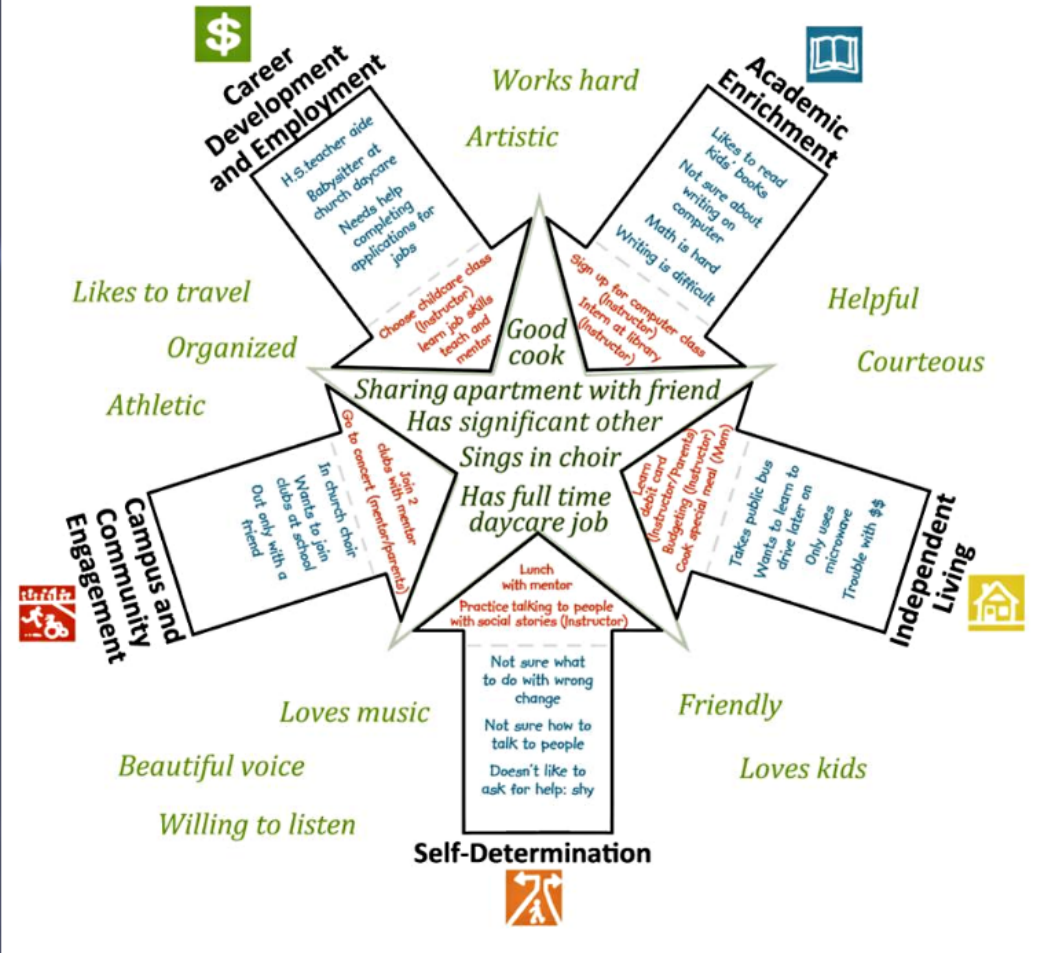 $
Career
Development
and Employment
H.S.teacher aide
Babysitter at
church daycare
Needs help
completing
applications for
jobs
Choose childcare class
(Instructor)
learn job skills
teach and
mentor
Works hard
Artistic
Academic
Enrichment
Likes to read
kids' books
Not sure about
writing on
computer
Math is hard
Writing is difficult
Sign up for computer class
(Instructor)
Intern at library
(Instructor)
Likes to travel
Organized
Athletic
Helpful
Courteous
Good
cook
Sharing apartment with friend
Has significant other
Sings in choir
Has full time
daycare job
Campus and
Community
Engagement
In church choir
Wants to join
clubs at school
Out only with a
friend
Join 2
clubs with mentor
Go to concert (mentor/parents)
Learn
debit card
(Instructor/Parents)
Budgeting (Instructor)
Cook special meal (Mom)
Takes public bus
Wants to learn to
drive later on
Only uses
microwave
Trouble with $$
Independent
Living
Lunch
with mentor
Practice talking to people
with social stories (Instructor)
Not sure what
to do with wrong
change
Not sure how to
talk to people
Doesn't like to
ask for help: shy
Self-Determination
Loves music
Beautiful voice
Willing to listen
Friendly
Loves kids